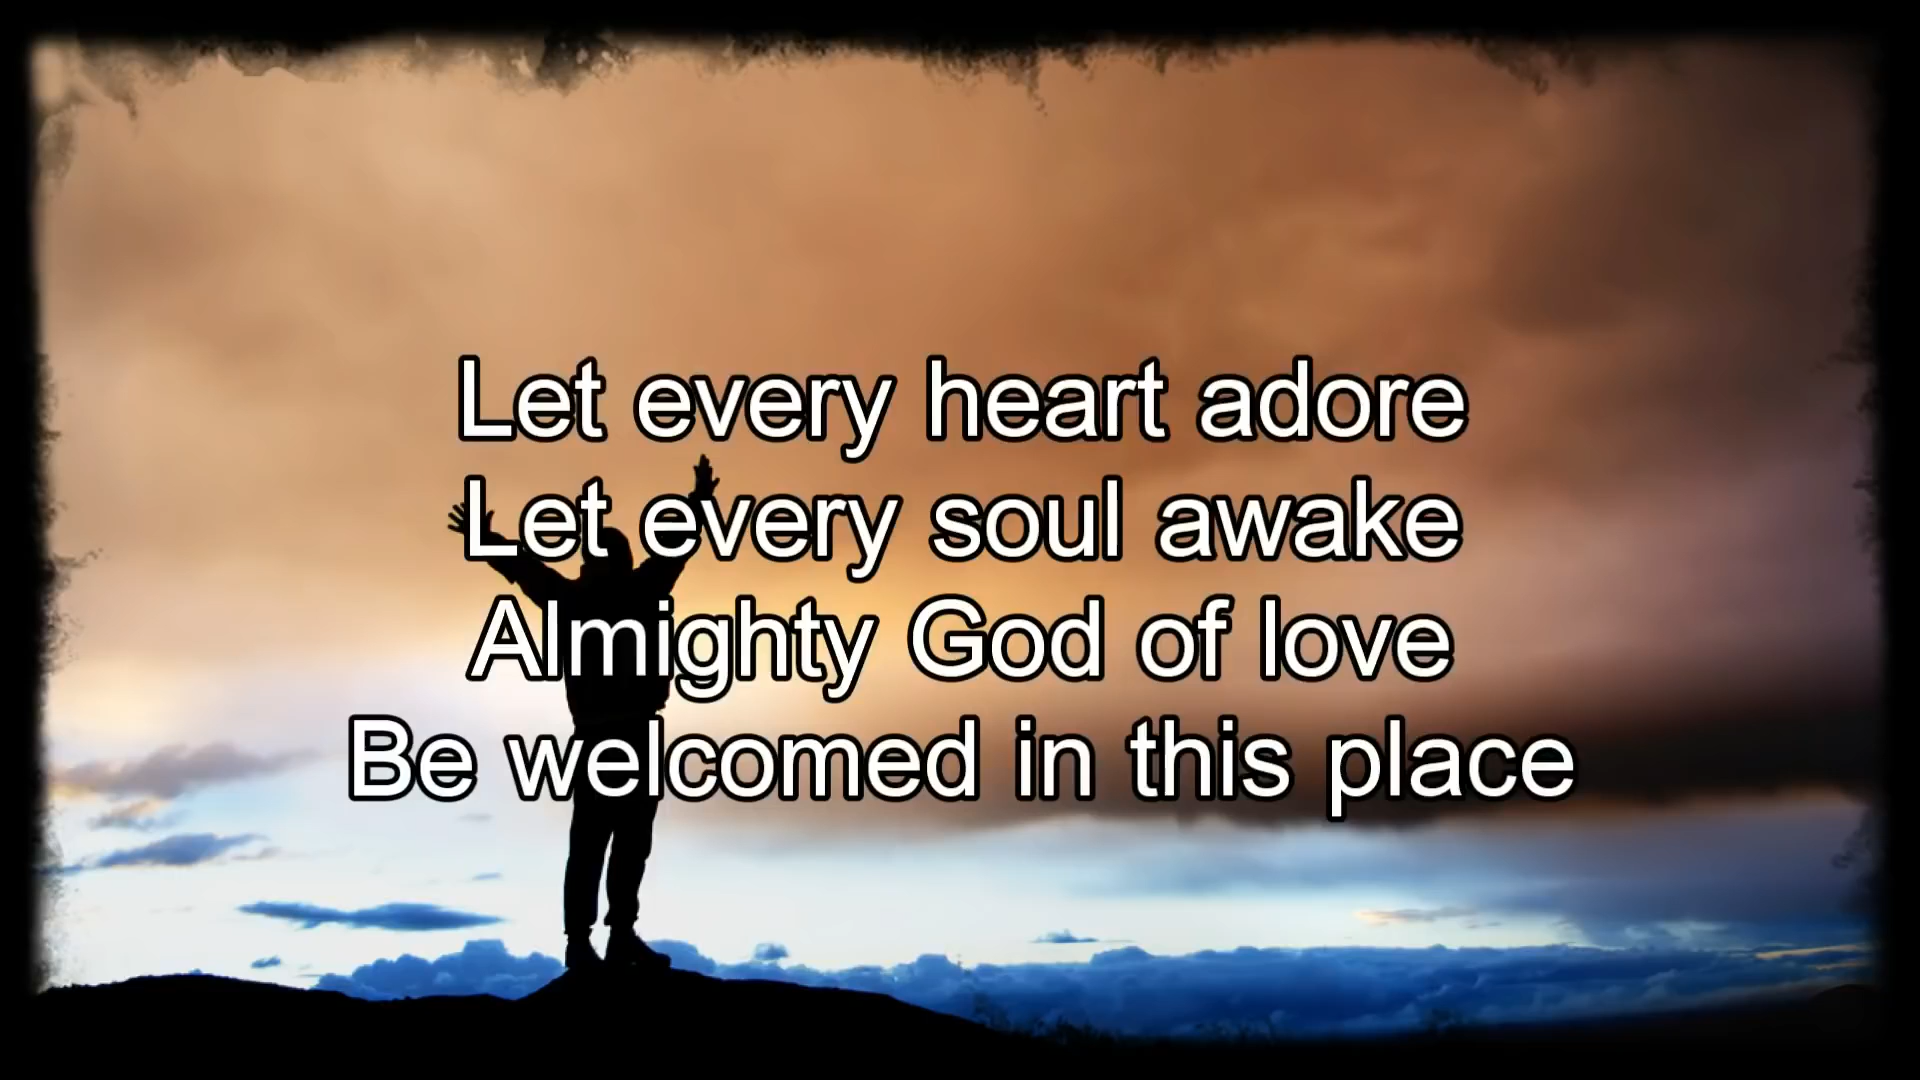 Let every heart adore
Let every soul awake
Almighty God of love
Be welcomed in this place